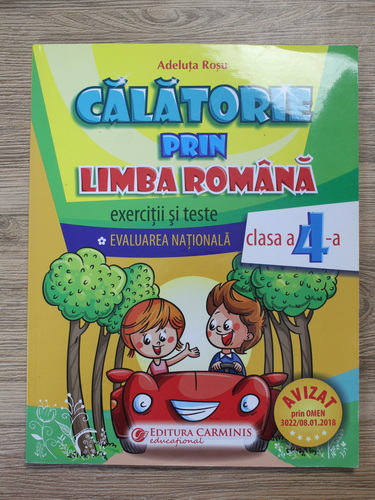 Adeluța Roșu
CĂLĂTORIE
PRIN
LIMBA ROMÂNĂ
exerciții și teste
EVALUAREA NAȚIONALĂ
clasa a 4-a
AVIZAT
prin OMEN
3022/08.01.2018
EDITURA CARMINIS
educațional